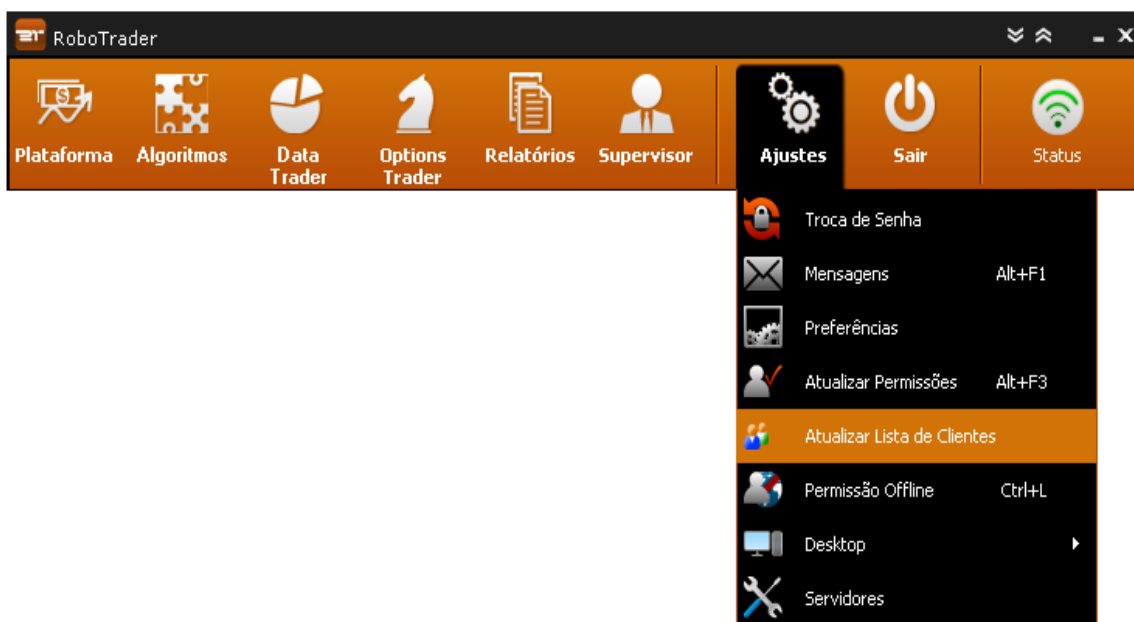 RoboTrader
Plataforma
Algoritmos
Data
Trader
Options
Trader
Relatórios
Supervisor
Ajustes
Sair
Status
Troca de Senha
Mensagens Alt+F1
Preferências
Atualizar Permissões Alt+F3
Atualizar Lista de Clientes
Permissão Offline Ctrl+L
Desktop
Servidores